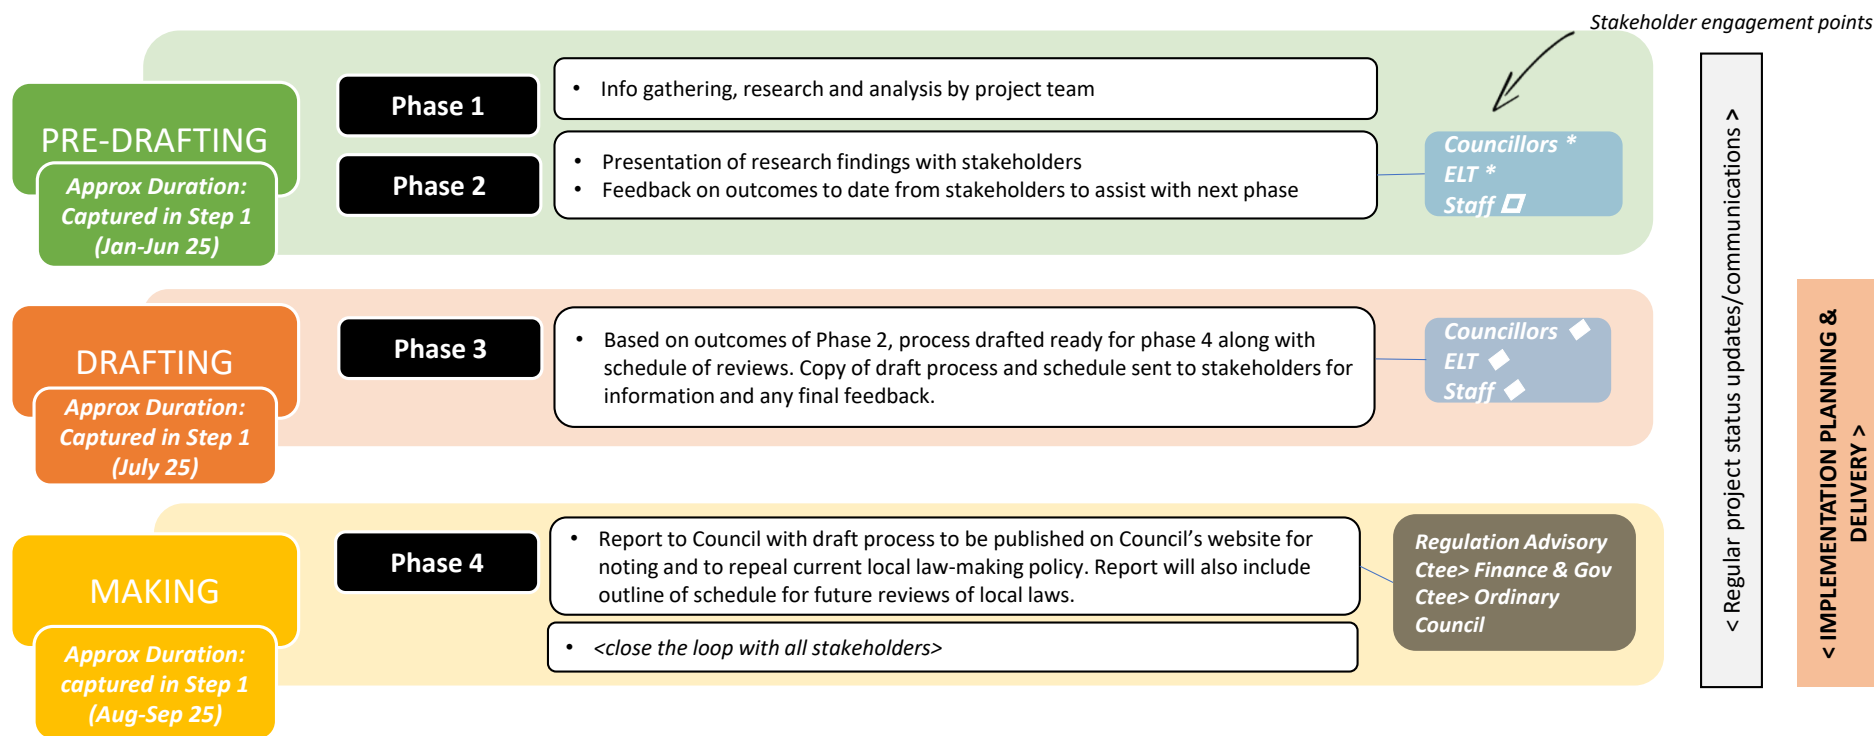 Stakeholder engagement points
PRE-DRAFTING
Approx Duration:
Captured in Step 1
(Jan-Jun 25)
Phase 1
• Info gathering, research and analysis by project team
Phase 2
• Presentation of research findings with stakeholders
• Feedback on outcomes to date from stakeholders to assist with next phase
Councillors *
ELT *
Staff
DRAFTING
Approx Duration:
Captured in Step 1
(July 25)
Phase 3
• Based on outcomes of Phase 2, process drafted ready for phase 4 along with
schedule of reviews. Copy of draft process and schedule sent to stakeholders for
information and any final feedback.
Councillors
ELT
Staff
MAKING
Approx Duration:
captured in Step 1
(Aug-Sep 25)
Phase 4
• Report to Council with draft process to be published on Council’s website for
noting and to repeal current local law-making policy. Report will also include
outline of schedule for future reviews of local laws.
• <close the loop with all stakeholders>
Regulation Advisory
Ctee> Finance & Gov
Ctee> Ordinary
Council
< Regular project status updates/communications >
< IMPLEMENTATION PLANNING &
DELIVERY >